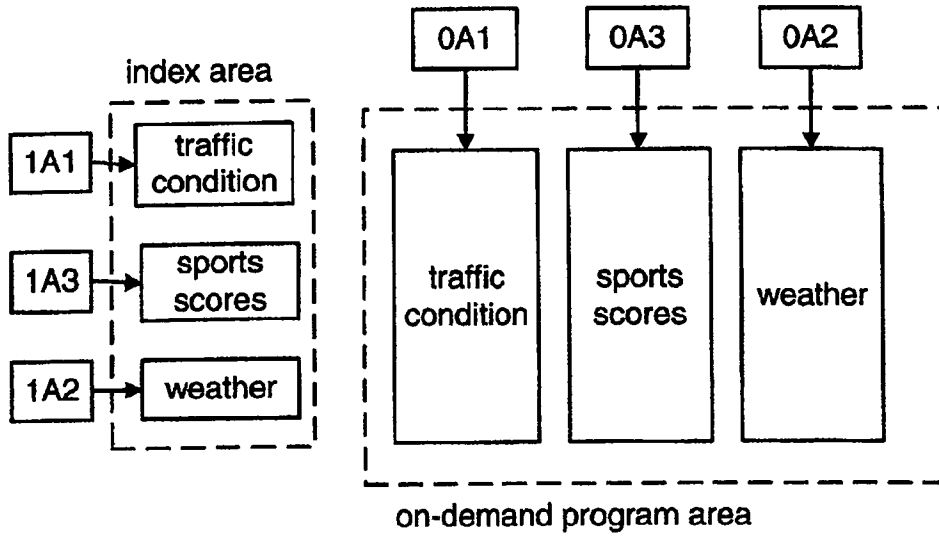 0A1
0A3
0A2
index area
1A1
traffic
condition
1A3
sports
scores
1A2
weather
traffic
condition
sports
scores
weather
on-demand program area